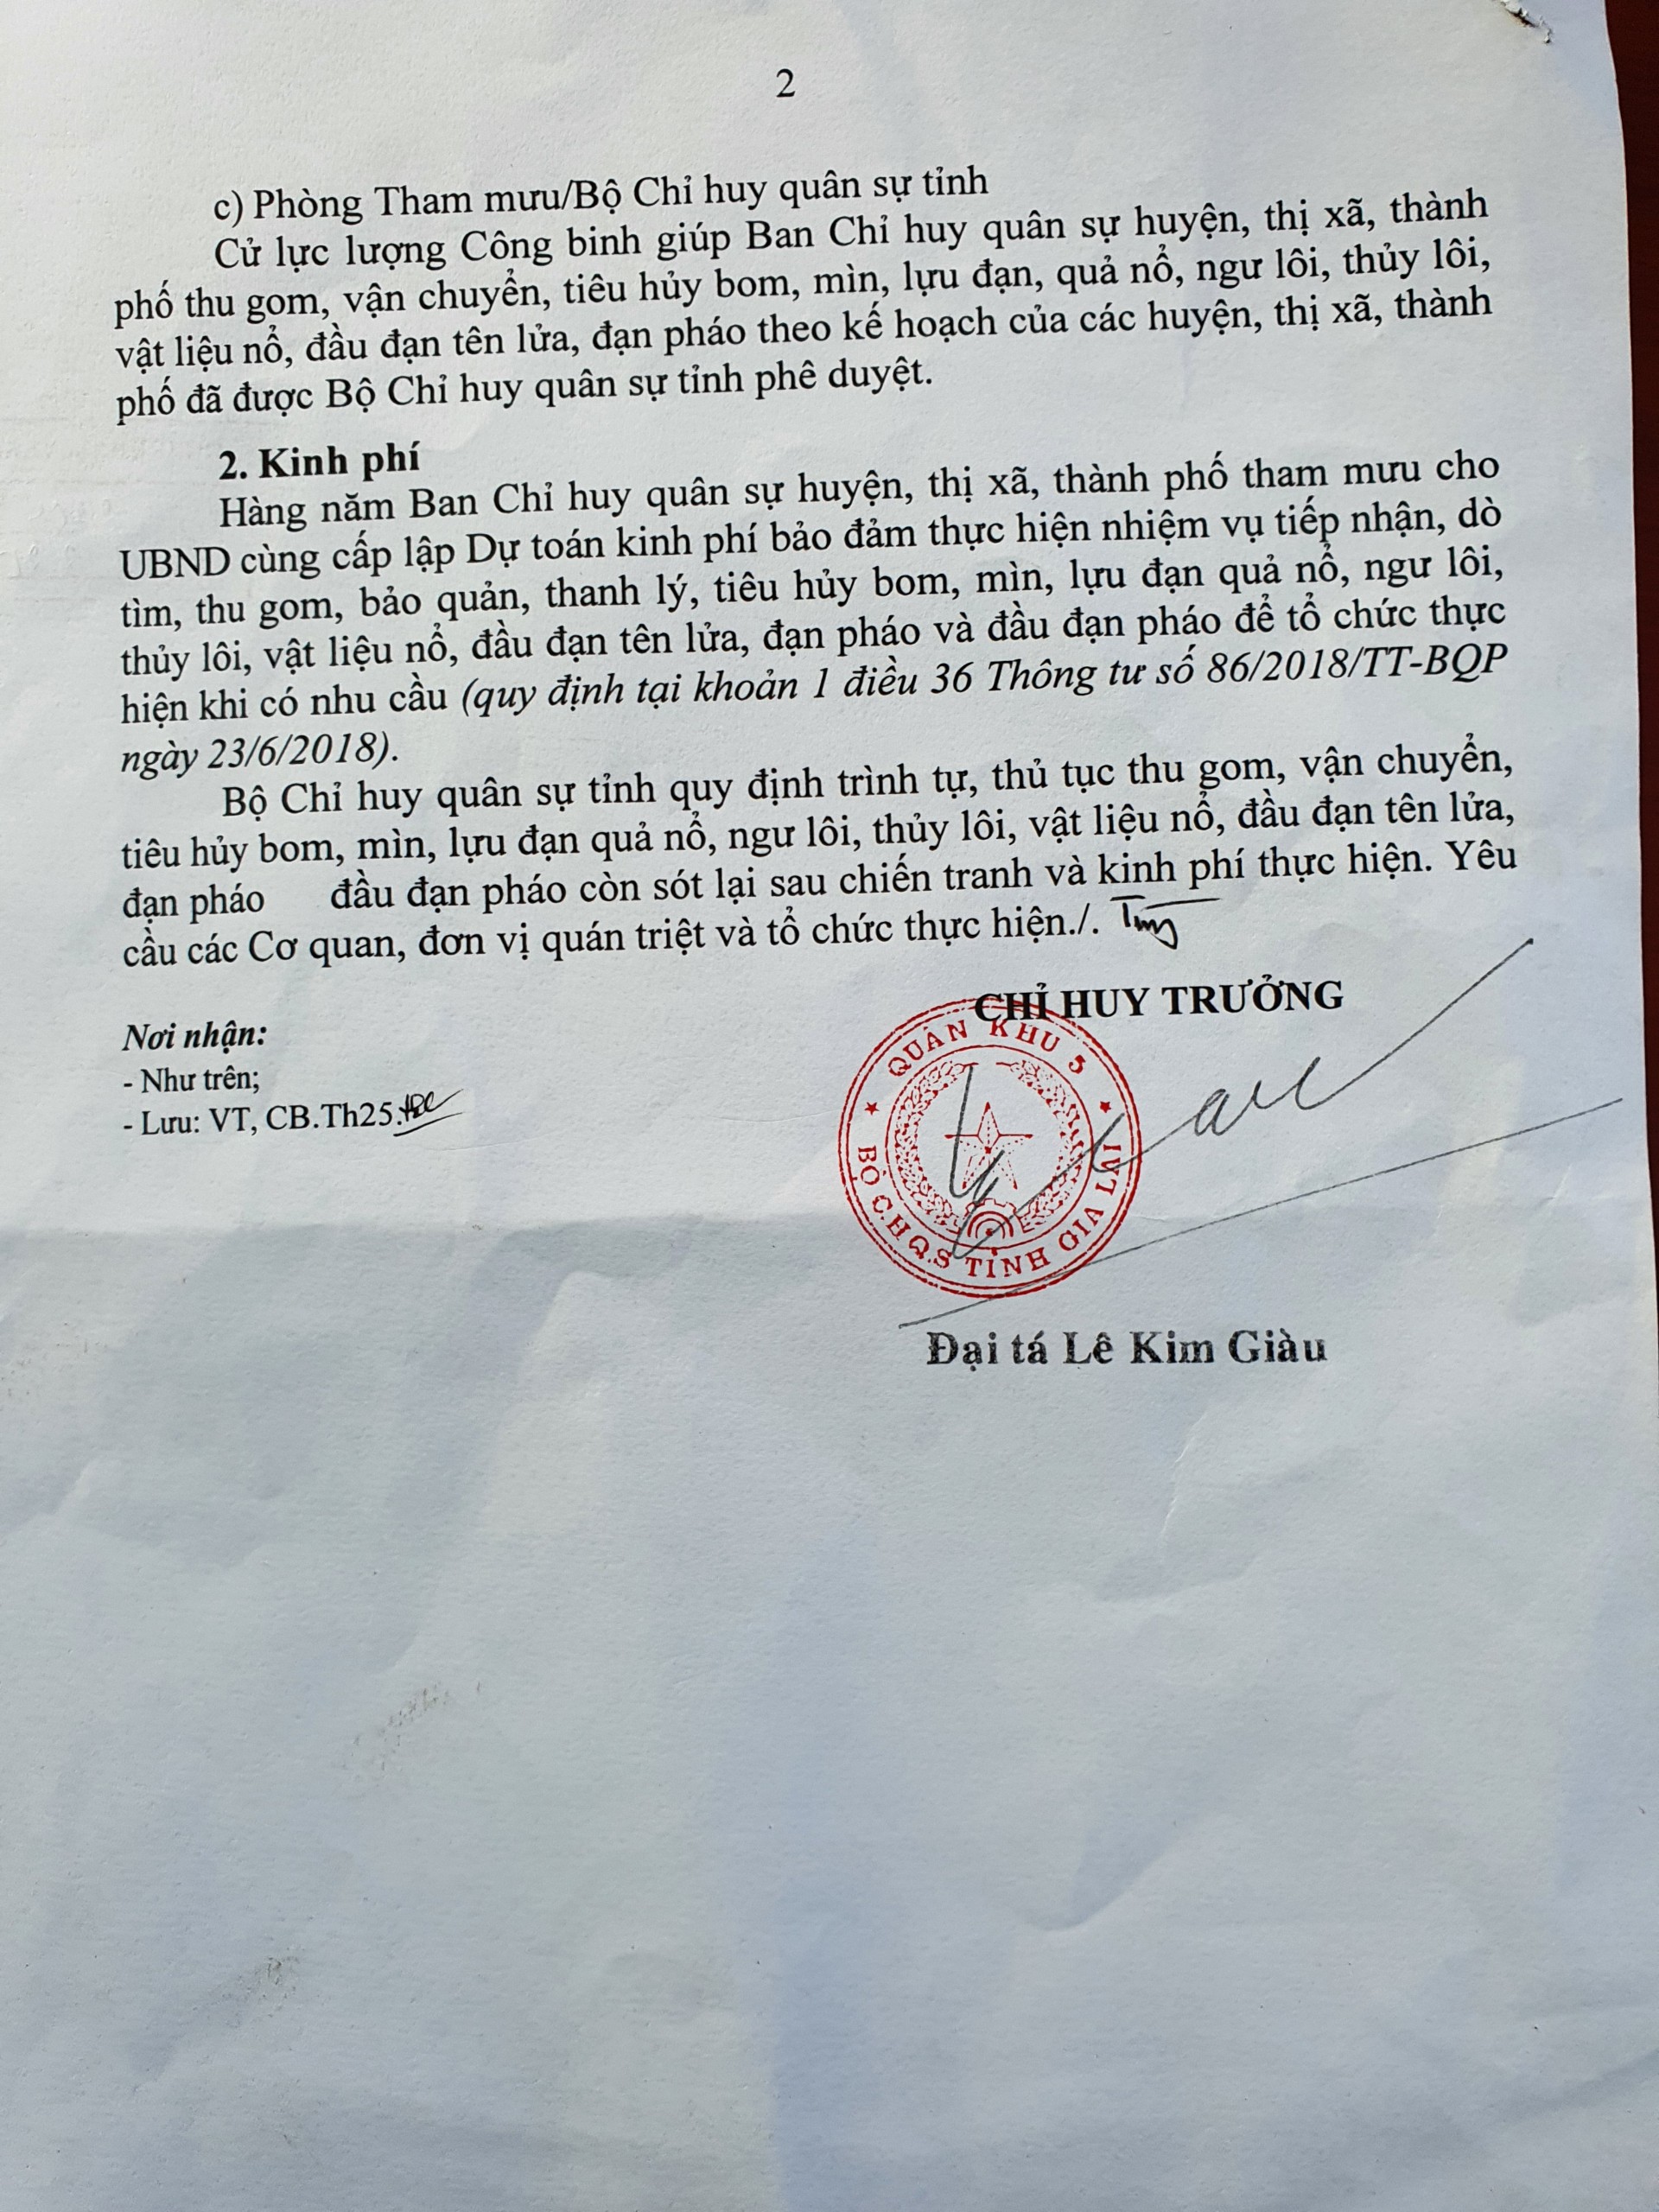 2
c) Phòng Tham mưu/Bộ Chỉ huy quân sự tỉnh
Cử lực lượng Công binh giúp Ban Chỉ huy quân sự huyện, thị xã, thành
phố thu gom, vận chuyển, tiêu hủy bom, mìn, lựu đạn, quả nổ, ngư lôi, thủy lôi,
vật liệu nổ, đầu đạn tên lửa, đạn pháo theo kế hoạch của các huyện, thị xã, thành
phố đã được Bộ Chỉ huy quân sự tỉnh phê duyệt.
2. Kinh phí
Hàng năm Ban Chỉ huy quân sự huyện, thị xã, thành phố tham mưu cho
UBND cùng cấp lập Dự toán kinh phí bảo đảm thực hiện nhiệm vụ tiếp nhận, dò
tìm, thu gom, bảo quản, thanh lý, tiêu hủy bom, mìn, lựu đạn quả nổ, ngư lôi,
thủy lôi, vật liệu nổ, đầu đạn tên lửa, đạn pháo và đầu đạn pháo để tổ chức thực
hiện khi có nhu cầu (quy định tại khoản 1 điều 36 Thông tư số 86/2018/TT-BQP
ngày 23/6/2018).
Bộ Chỉ huy quân sự tỉnh quy định trình tự, thủ tục thu gom, vận chuyển,
tiêu hủy bom, mìn, lựu đạn quả nổ, ngư lôi, thủy lôi, vật liệu nổ, đầu đạn tên lửa,
đạn pháo đầu đạn pháo còn sót lại sau chiến tranh và kinh phí thực hiện. Yêu
cầu các Cơ quan, đơn vị quán triệt và tổ chức thực hiện./.
CHỈ HUY TRƯỞNG
Nơi nhận:
- Như trên;
- Lưu: VT, CB.Th25.
QUÂN KHU 5
BỘ C.H.Q.S TỈNH GIA LAI
Đại tá Lê Kim Giàu